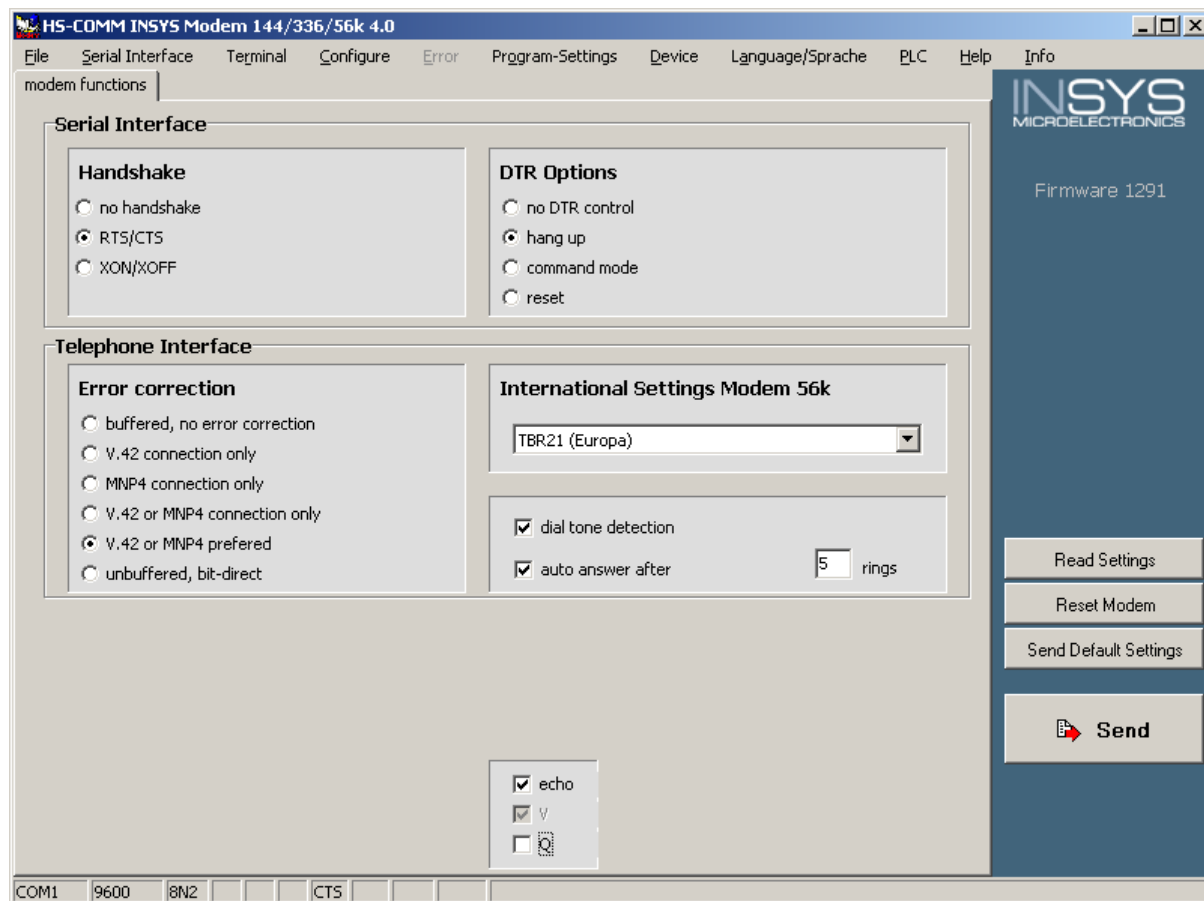 HS-COMM INSYS Modem 144/336/56k 4.0
File Serial Interface Terminal Configure Error Program-Settings Device Language/Sprache PLC Help Info
modem functions
INSYS
MICROELECTRONICS
Firmware 1291
Serial Interface
Handshake
no handshake
RTS/CTS
XON/XOFF
DTR Options
no DTR control
hang up
command mode
reset
Telephone Interface
Error correction
buffered, no error correction
V.42 connection only
MNP4 connection only
V.42 or MNP4 connection only
V.42 or MNP4 prefered
unbuffered, bit-direct
International Settings Modem 56k
TBR21 (Europa)
dial tone detection
auto answer after 5 rings
Read Settings
Reset Modem
Send Default Settings
Send
echo
V
Q
COM1 9600 8N2 CTS